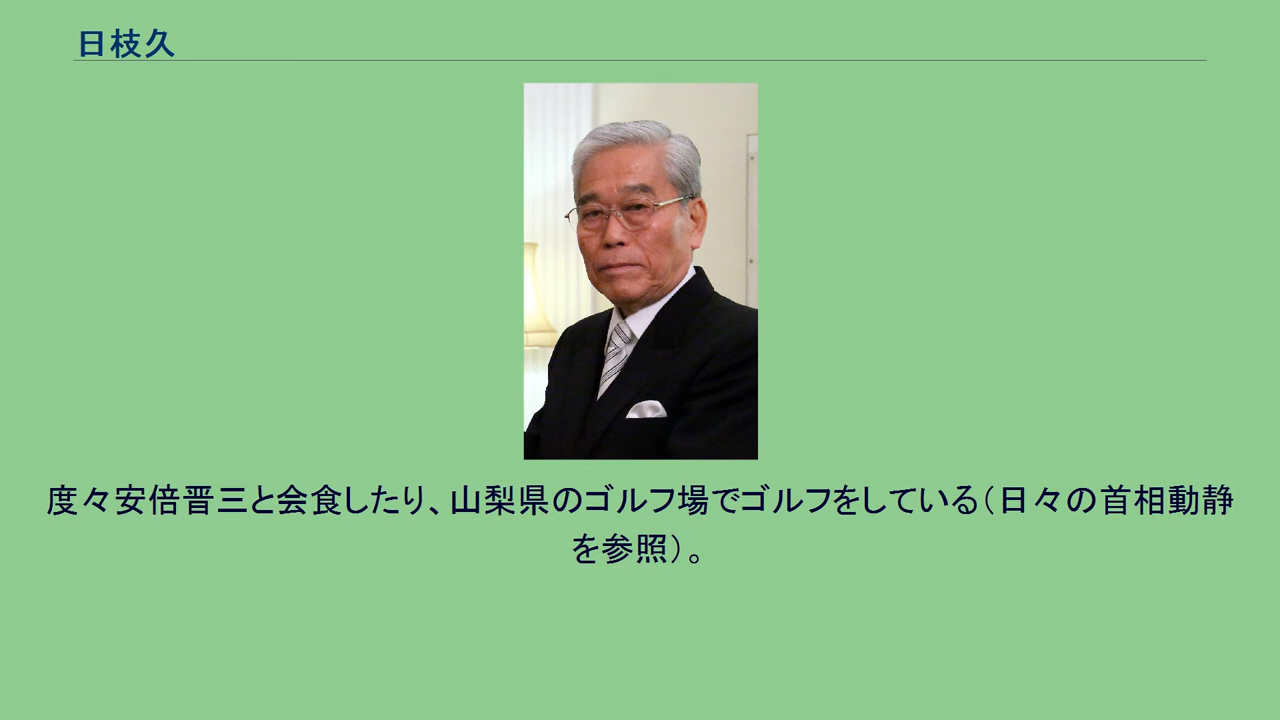 日枝久
度々安倍晋三と会食したり、山梨県のゴルフ場でゴルフをしている（日々の首相動静
を参照）。